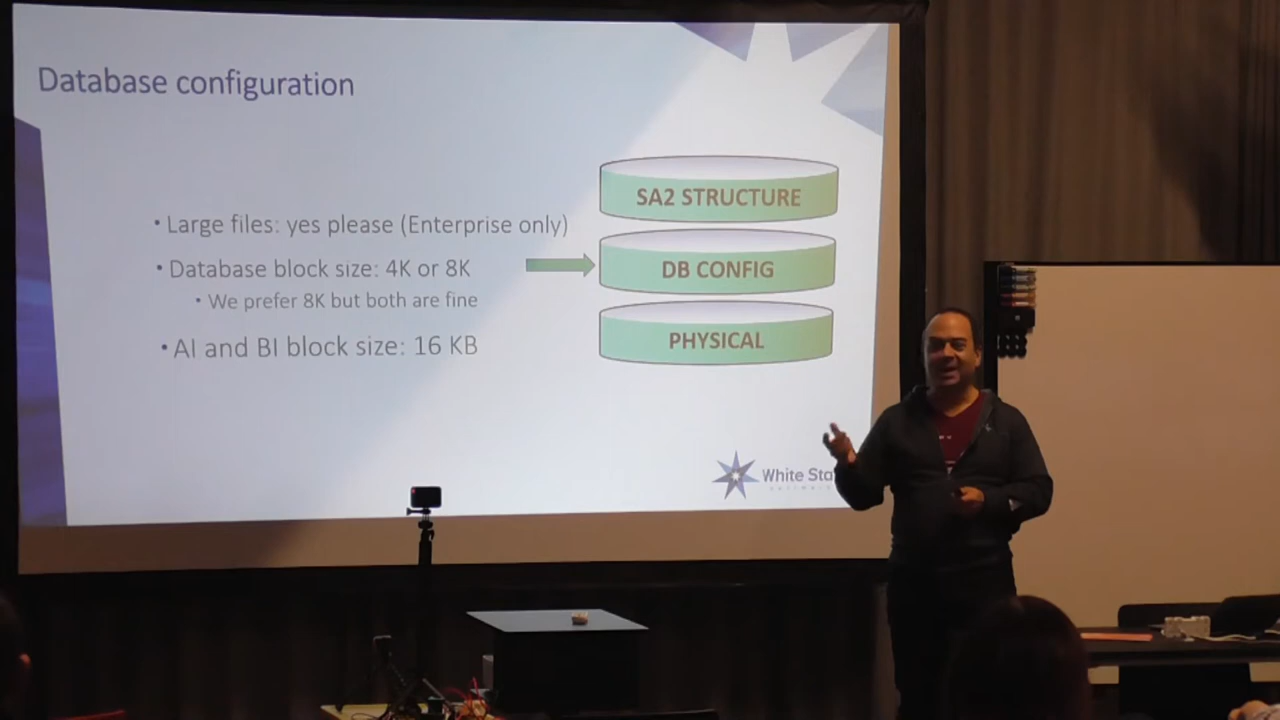 Database configuration
• Large files: yes please (Enterprise only)
• Database block size: 4K or 8K
• We prefer 8K but both are fine
• AI and BI block size: 16 KB
SA2 STRUCTURE
DB CONFIG
PHYSICAL
White